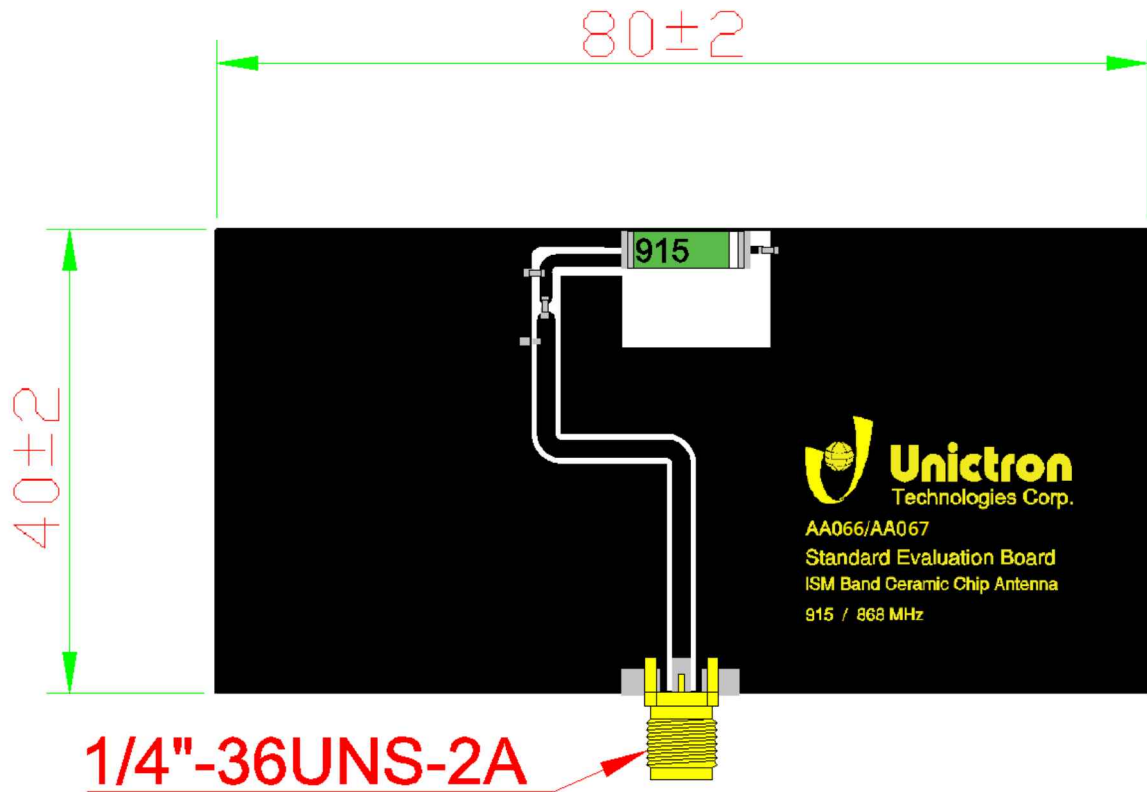 80±2
915
40±2
Unictron
Technologies Corp.
AA066/AA067
Standard Evaluation Board
ISM Band Ceramic Chip Antenna
915 / 868 MHz
1/4"-36UNS-2A